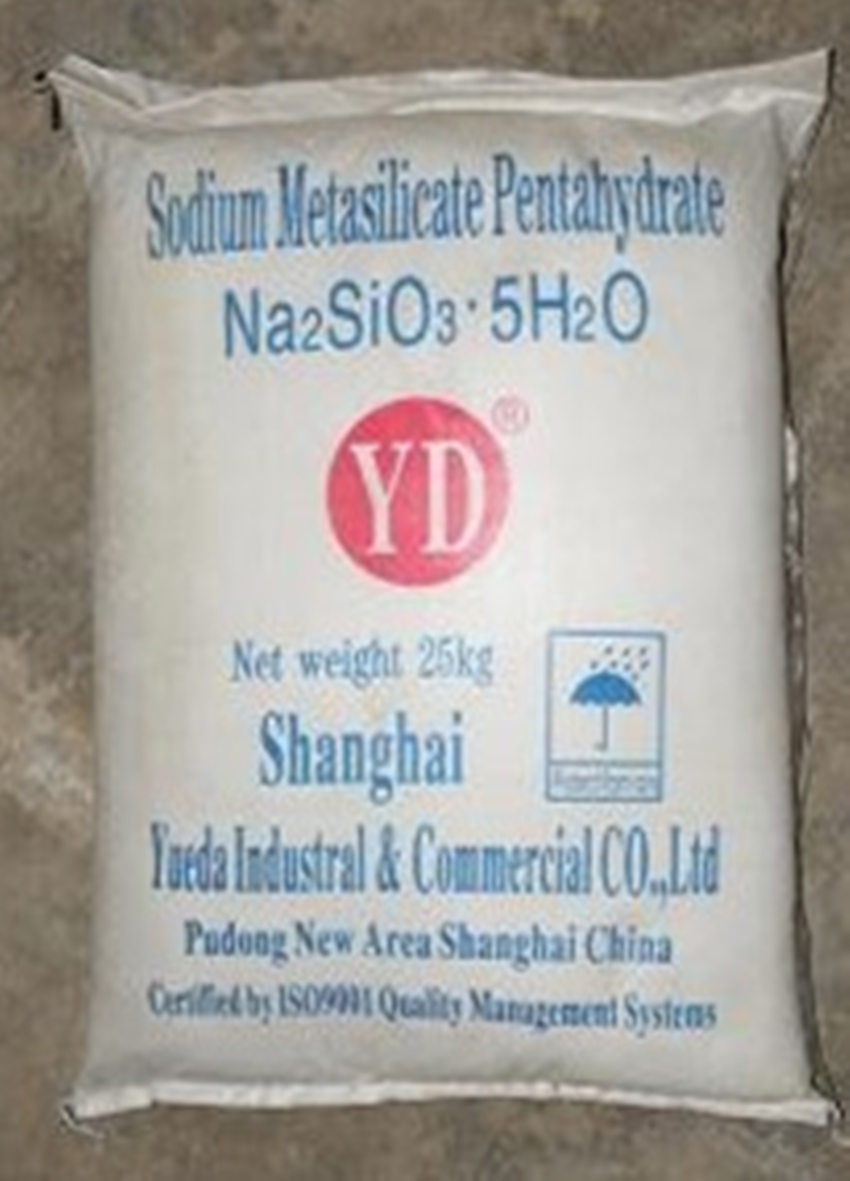 Sodium Metasilicate Pentahydrate
Na₂SiO₃·5H₂O
YD®
Net weight 25kg
Shanghai
Yueda Industral & Commercial CO.,Ltd
Pudong New Area Shanghai China
Certified by ISO9001 Quality Management Systems